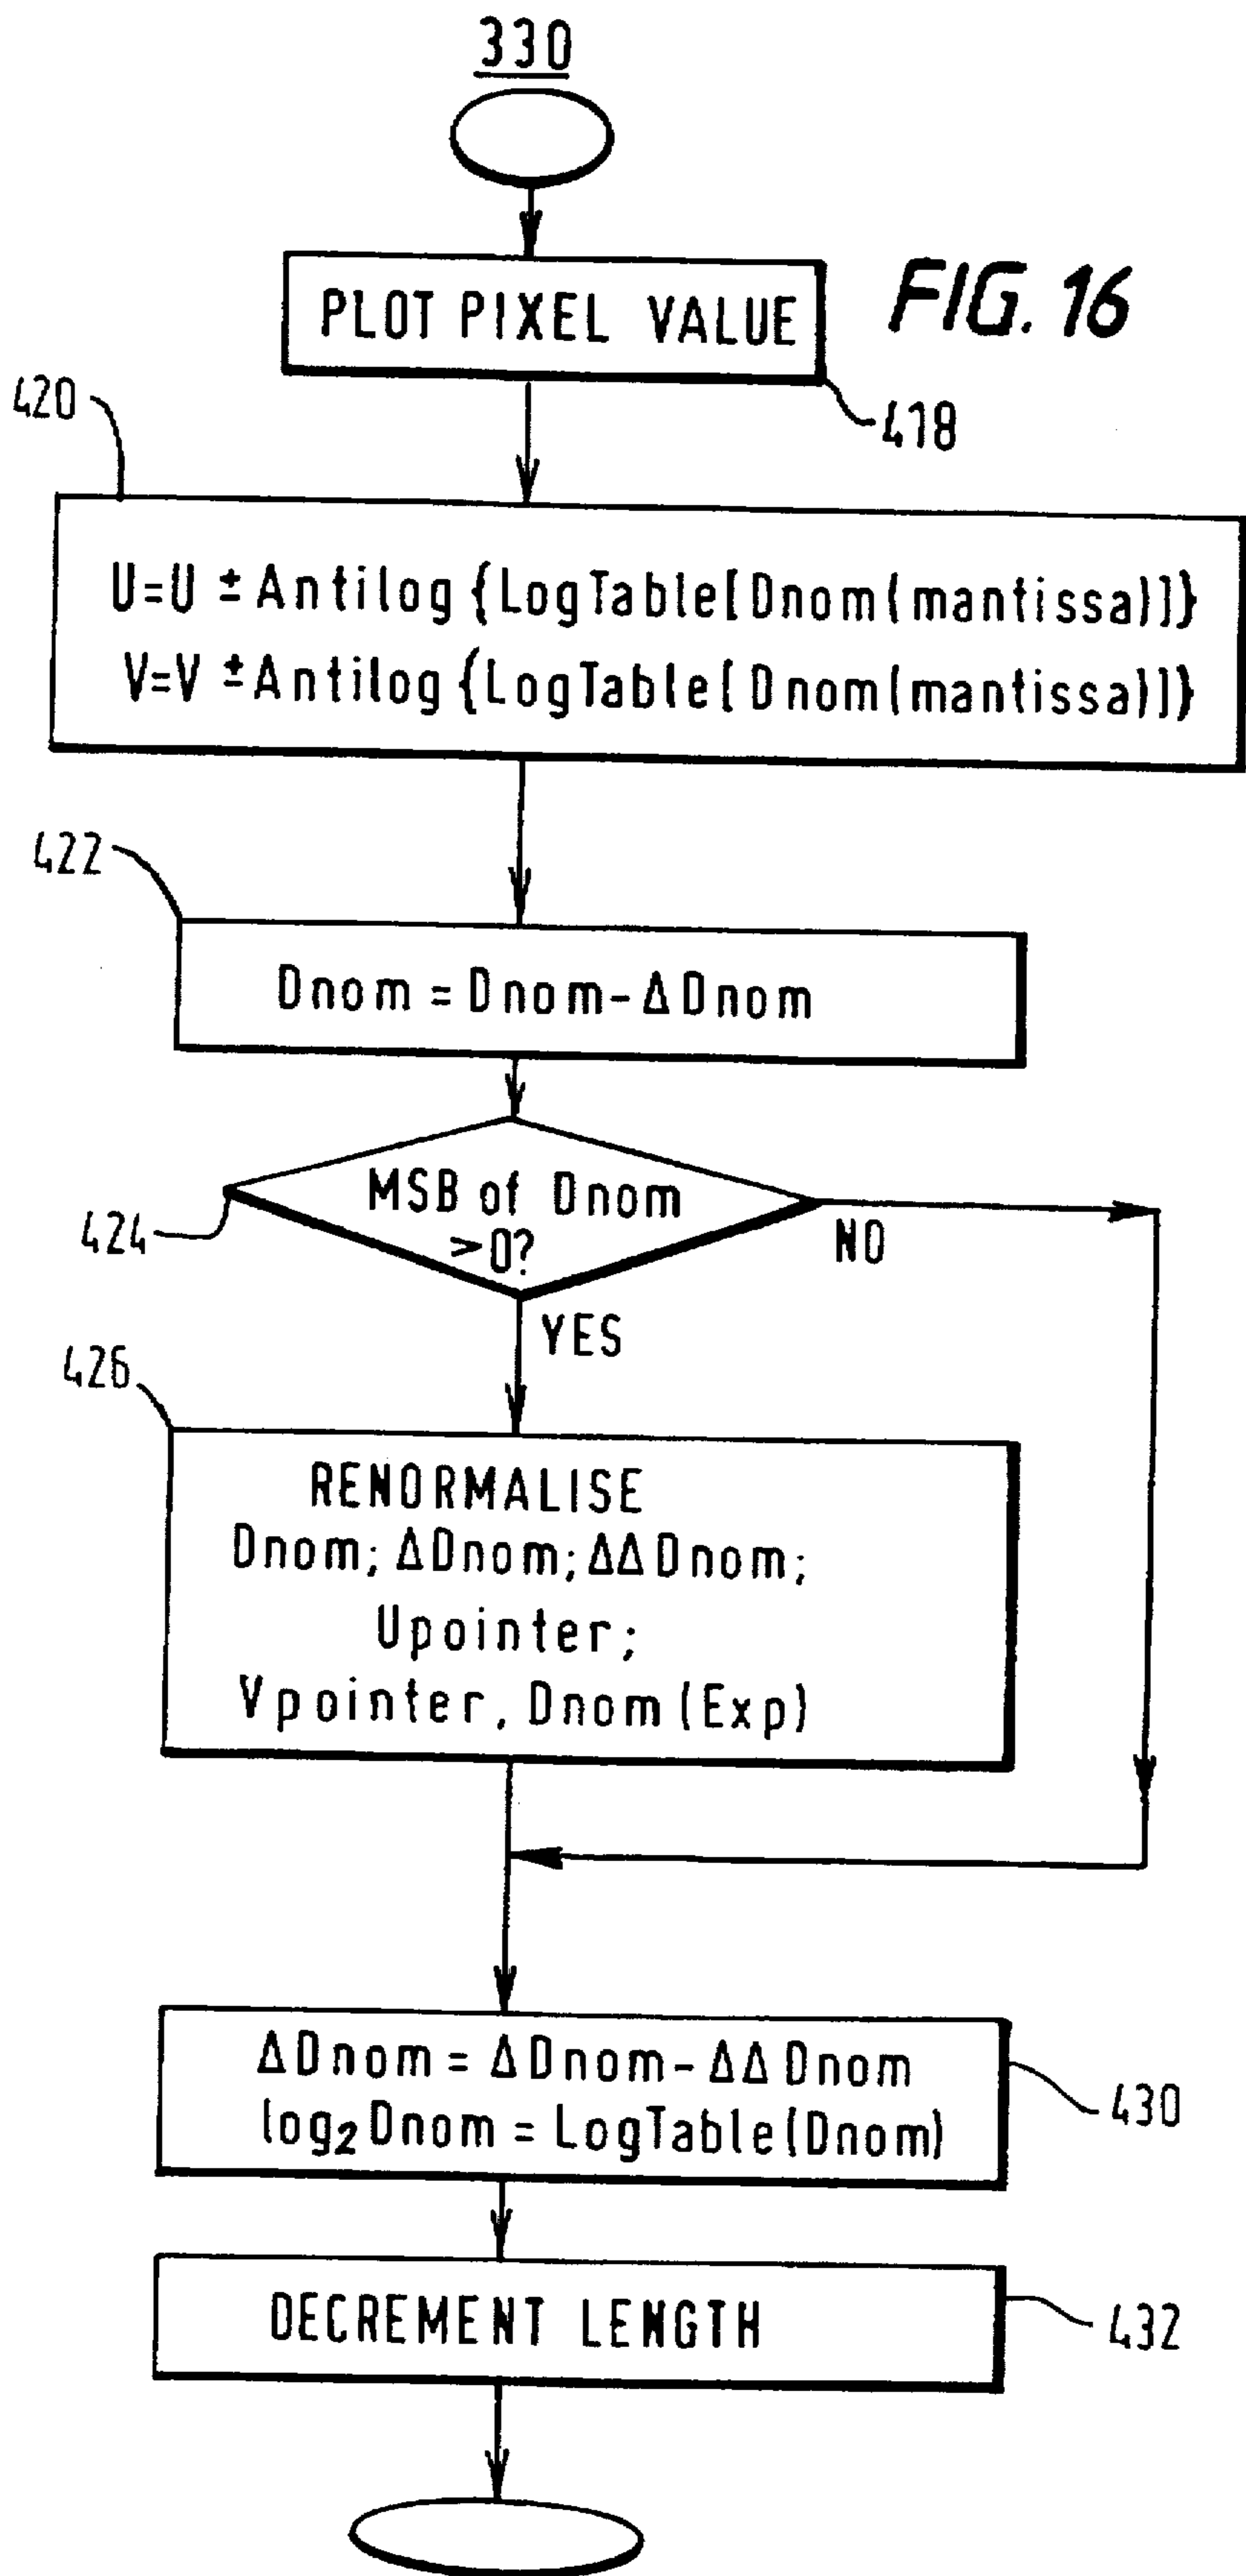 330
FIG. 16
PLOT PIXEL VALUE
418
420
U=U ± Antilog {LogTable[Dnom(mantissa)]}
V=V ± Antilog {LogTable[Dnom(mantissa)]}
422
Dnom = Dnom - ΔDnom
424
MSB of Dnom
>0?
NO
YES
426
RENORMALISE
Dnom; ΔDnom; ΔΔDnom;
Upointer;
Vpointer, Dnom (Exp)
ΔDnom = ΔDnom - ΔΔDnom
log₂Dnom = LogTable(Dnom)
430
DECREMENT LENGTH
432